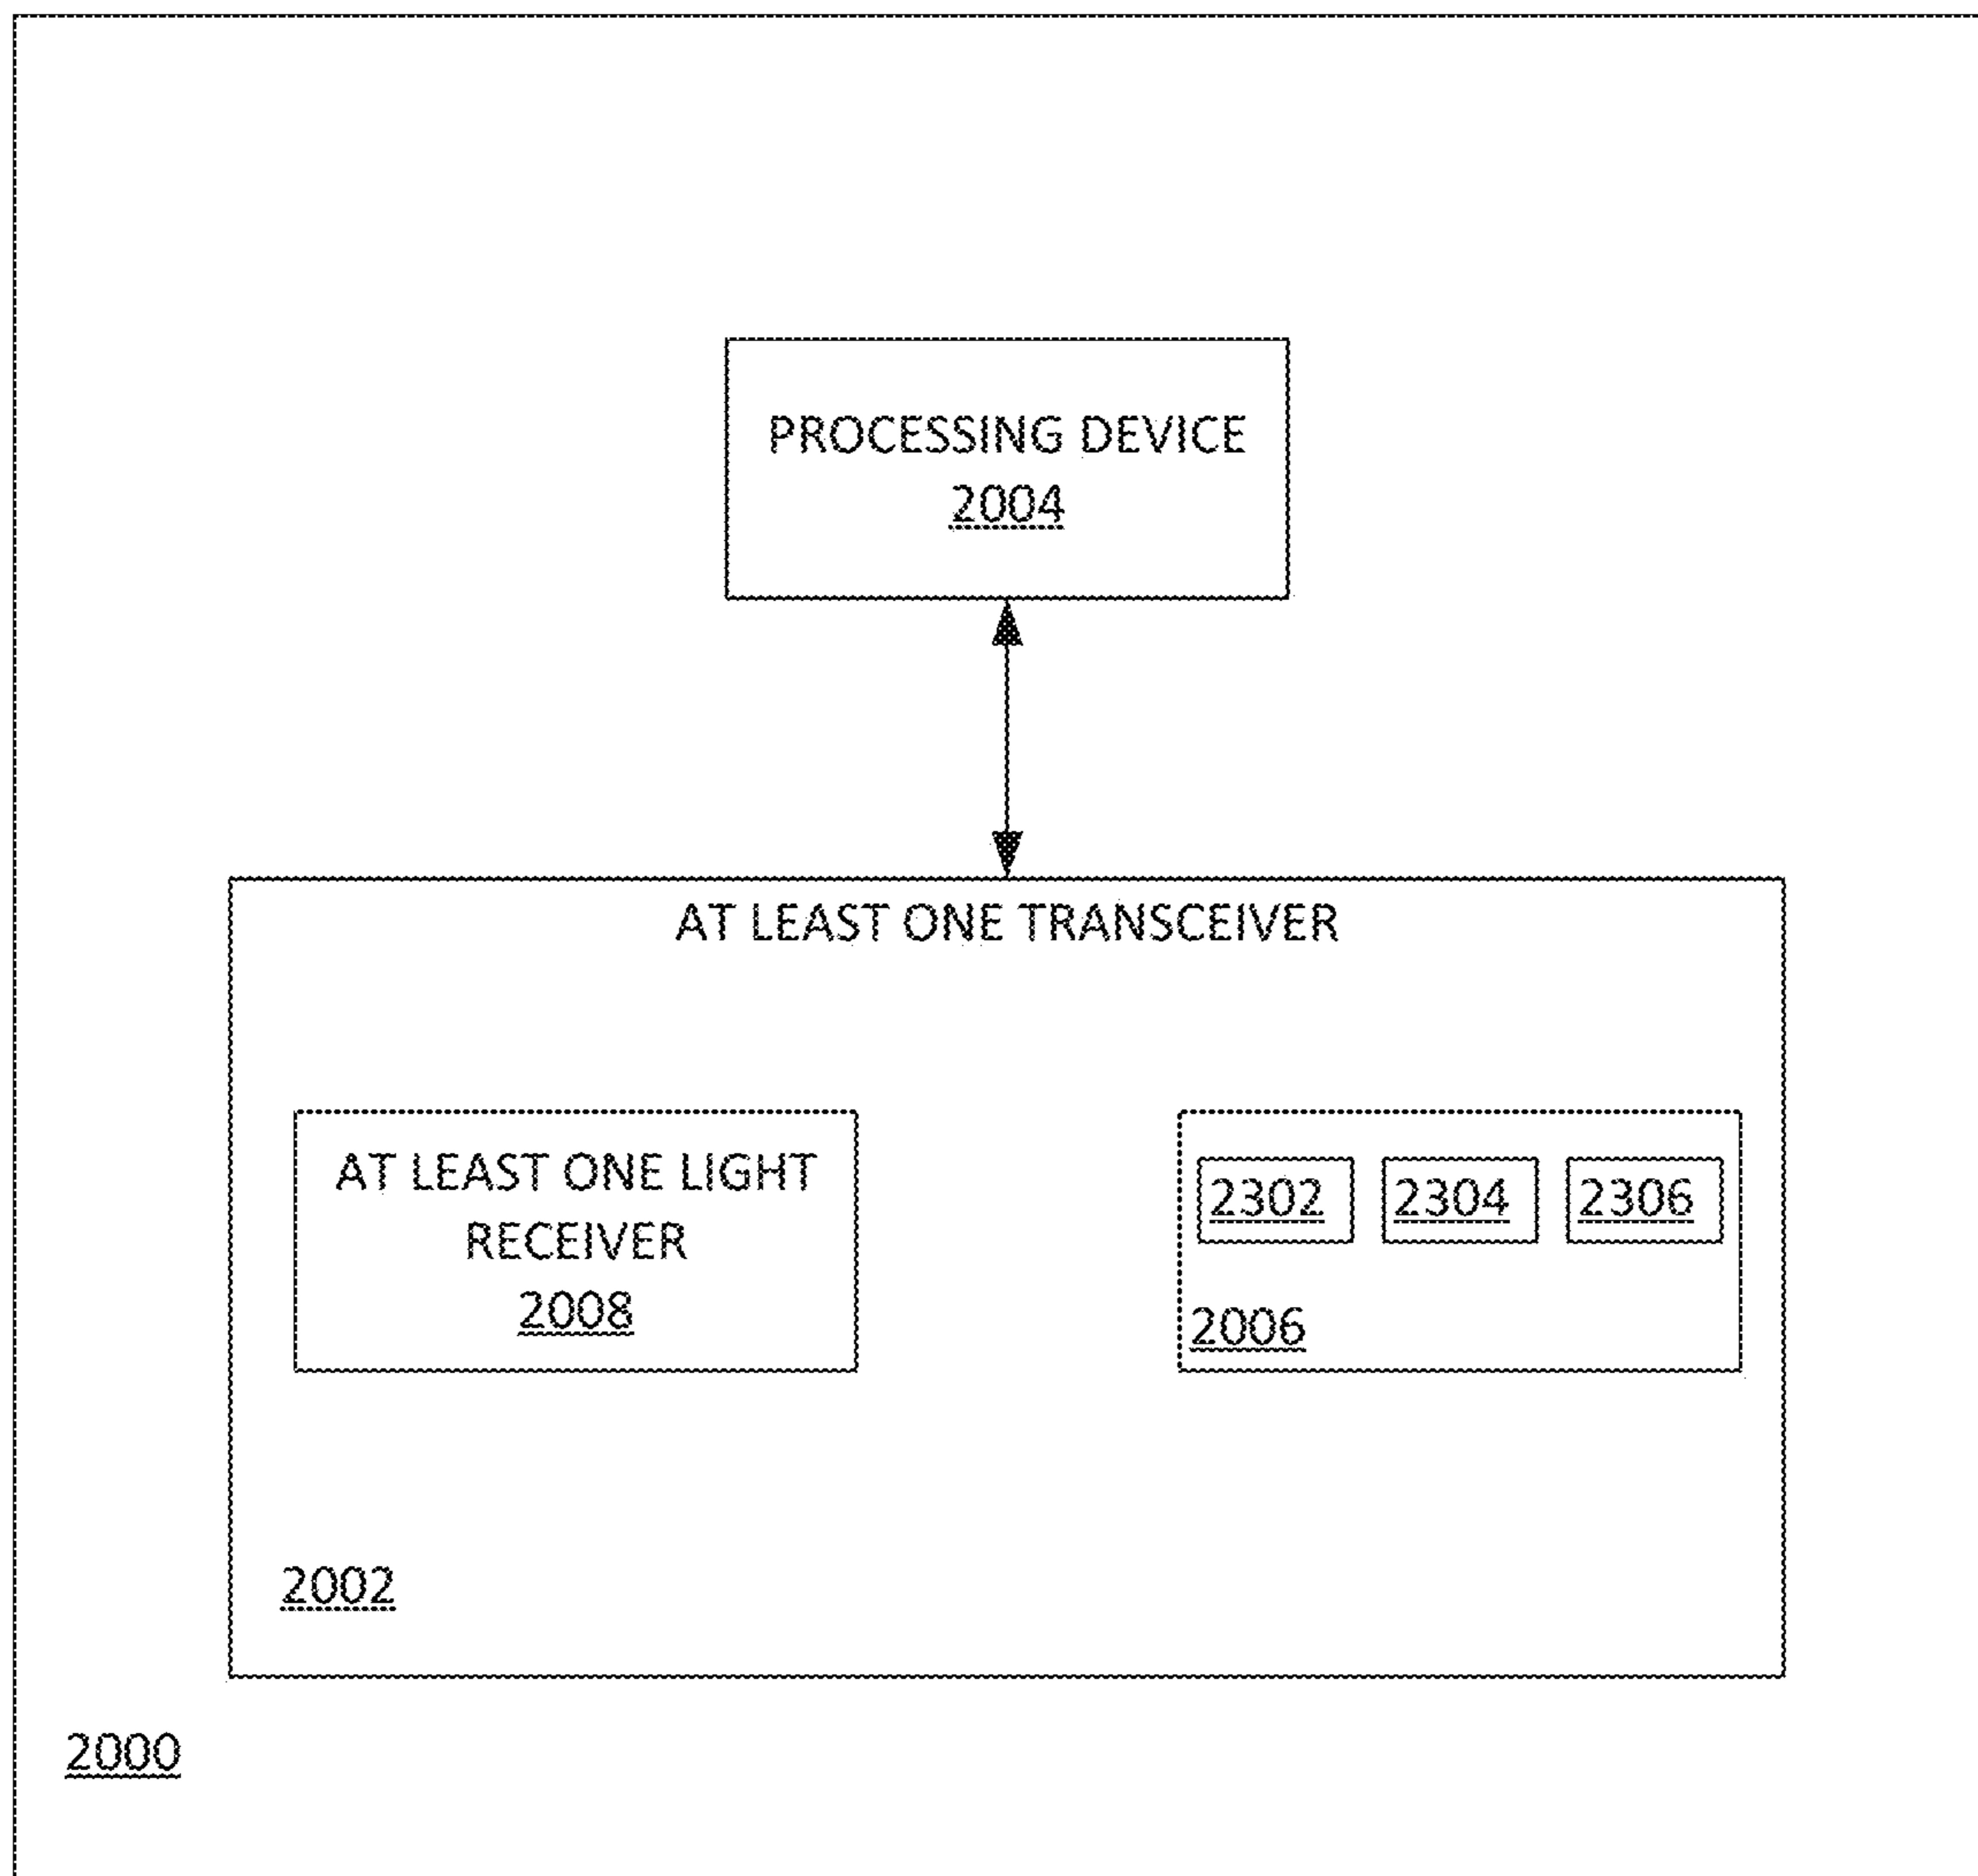 PROCESSING DEVICE
2004
AT LEAST ONE TRANSCEIVER
AT LEAST ONE LIGHT
RECEIVER
2008
2302 2304 2306
2006
2002
2000